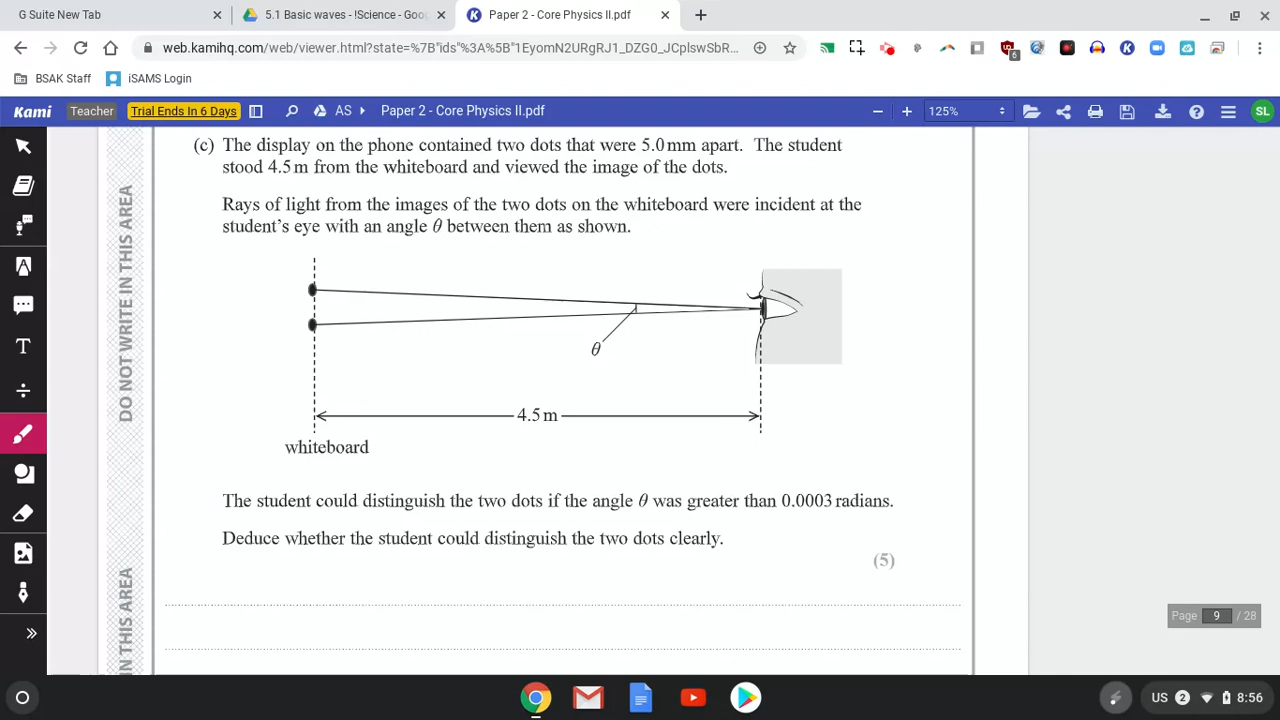 G Suite New Tab
5.1 Basic waves - !Science - Goo
Paper 2 - Core Physics II.pdf
web.kamihq.com/web/viewer.html?state=%7B"ids"%3A%5B"1EyomN2URgRJ1_DZG0_JCplswSbR...
6
BSAK Staff
iSAMS Login
Kami
Teacher
Trial Ends In 6 Days
AS
Paper 2 - Core Physics II.pdf
125%
SL
DO NOT WRITE IN THIS AREA
(c) The display on the phone contained two dots that were 5.0 mm apart. The student
stood 4.5 m from the whiteboard and viewed the image of the dots.
Rays of light from the images of the two dots on the whiteboard were incident at the
student's eye with an angle θ between them as shown.
θ
4.5 m
whiteboard
The student could distinguish the two dots if the angle θ was greater than 0.0003 radians.
Deduce whether the student could distinguish the two dots clearly.
(5)
IN THIS AREA
Page 9 / 28
US 2 8:56